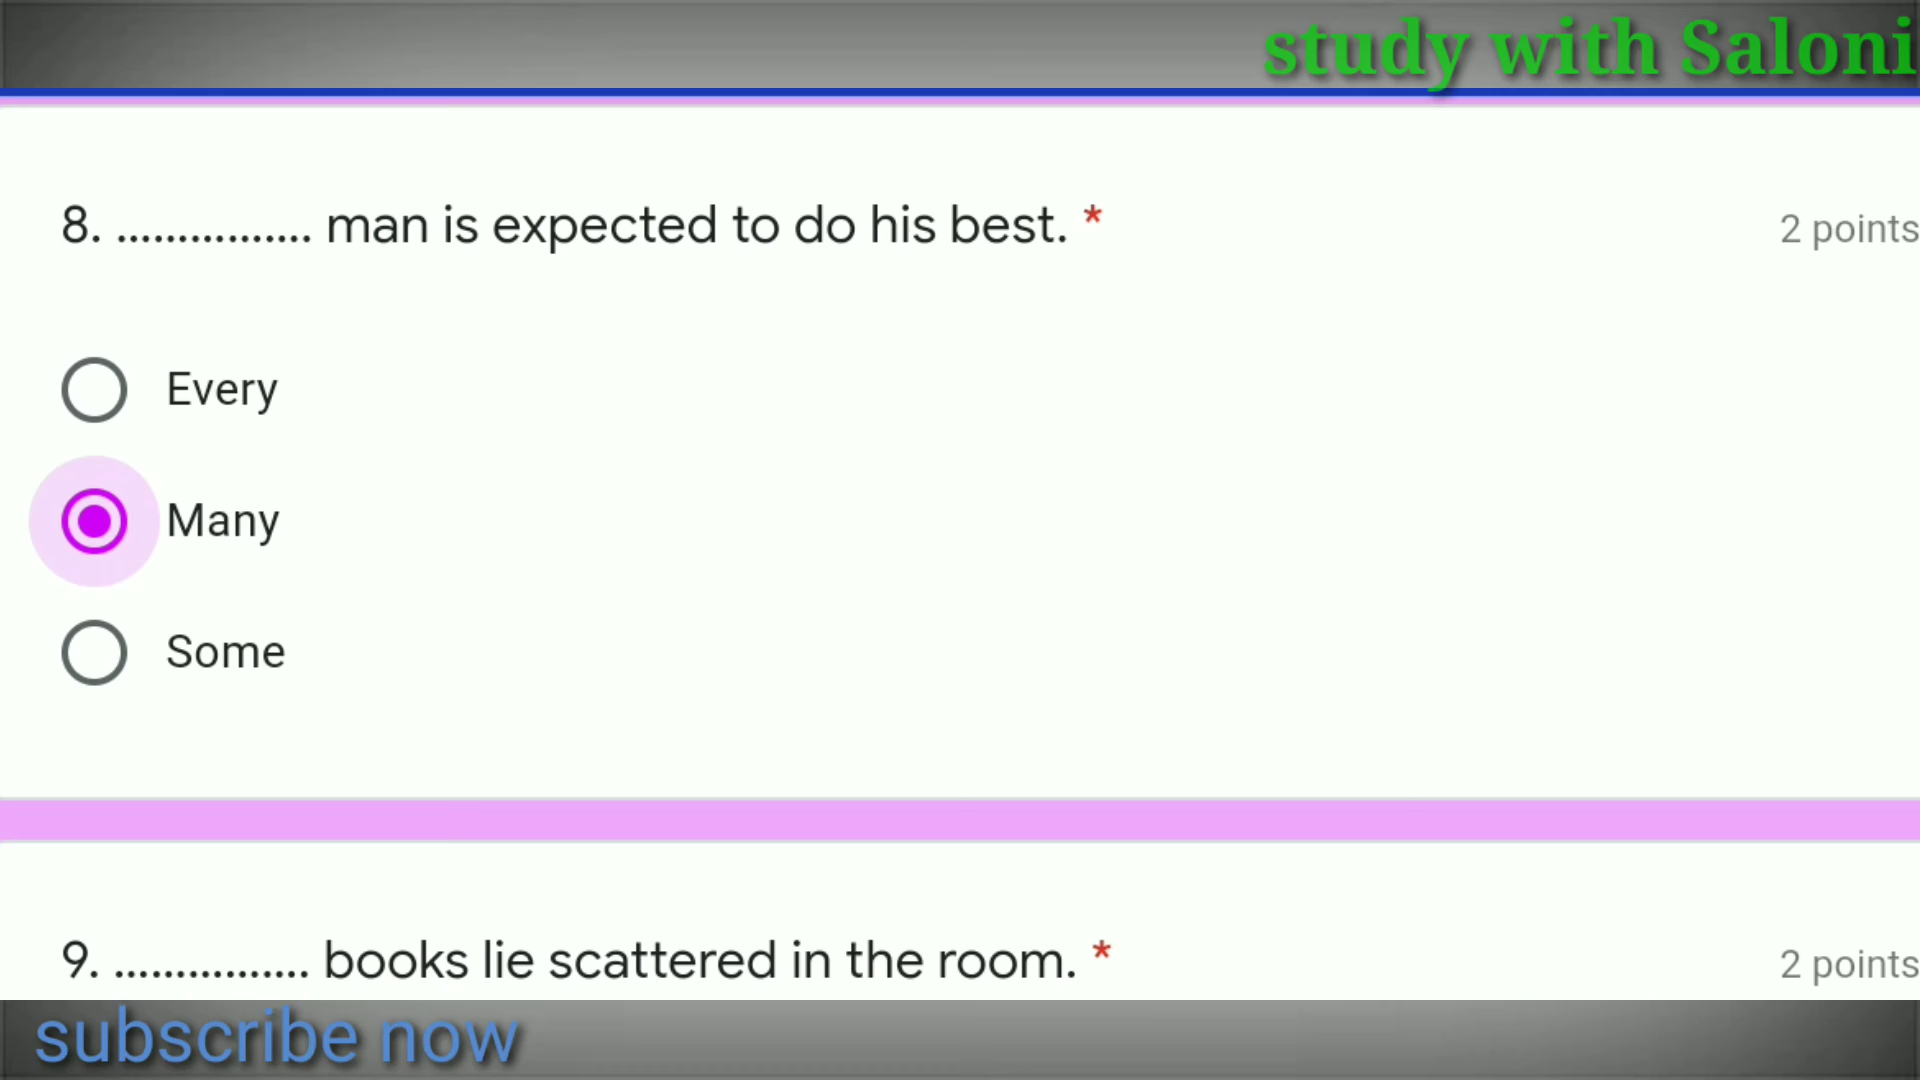 study with Saloni
8. ................ man is expected to do his best. *
2 points
Every
Many
Some
9. ................ books lie scattered in the room. *
2 points
subscribe now